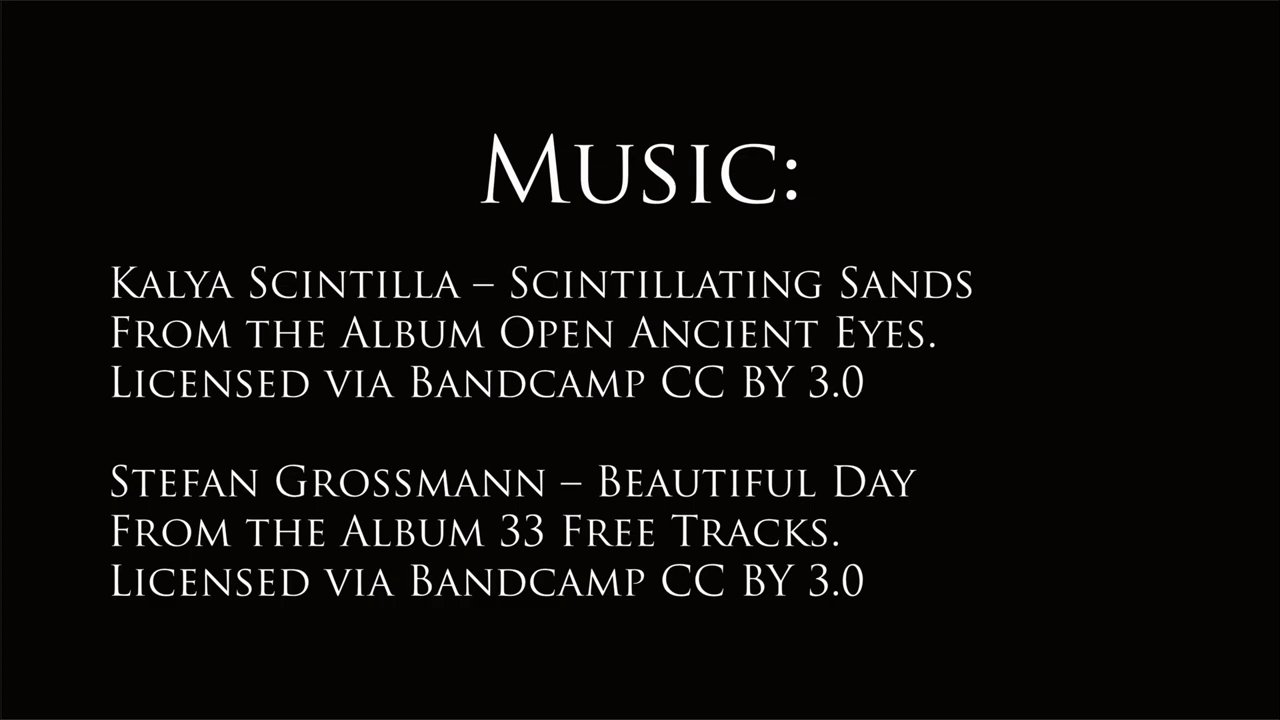 Music:
Kalya Scintilla – Scintillating Sands
From the Album Open Ancient Eyes.
Licensed via Bandcamp CC BY 3.0
Stefan Grossmann – Beautiful Day
From the Album 33 Free Tracks.
Licensed via Bandcamp CC BY 3.0